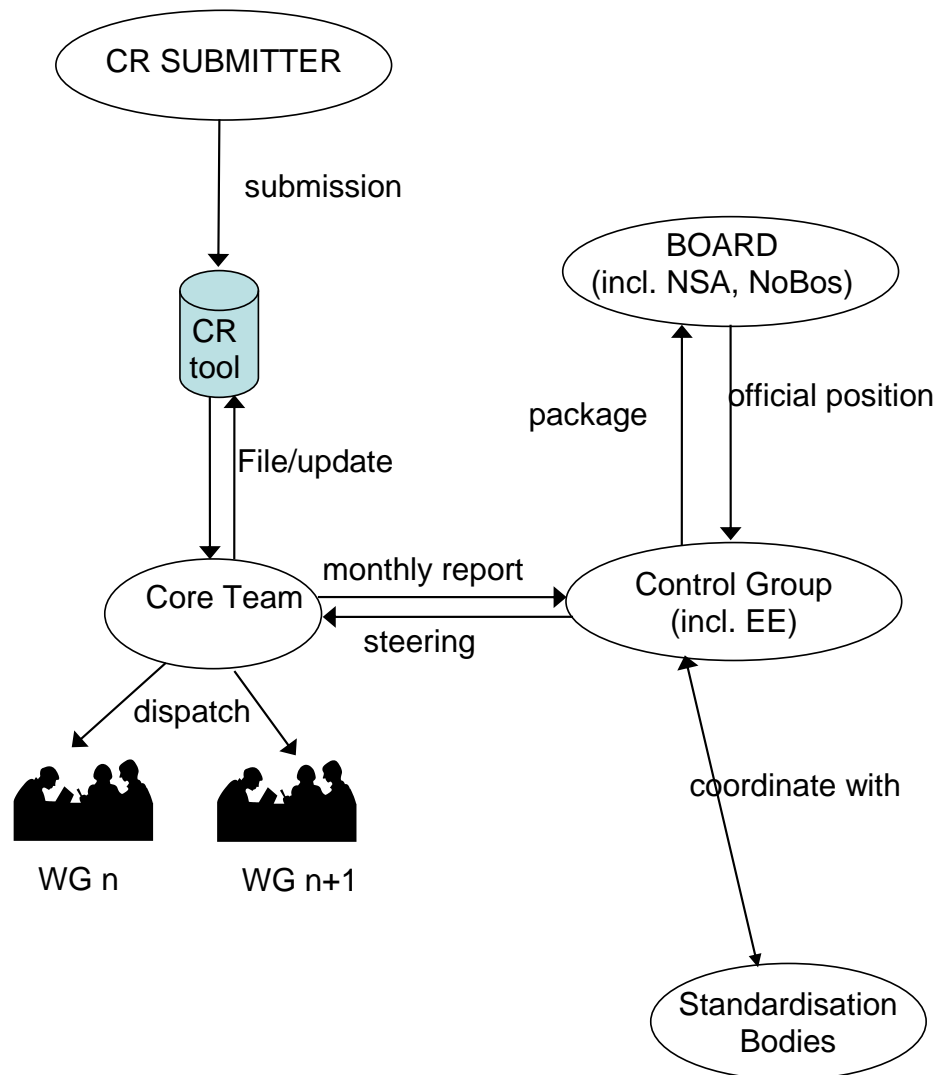 CR SUBMITTER
submission
BOARD
(incl. NSA, NoBos)
CR
tool
package
official position
File/update
monthly report
Core Team
Control Group
(incl. EE)
steering
dispatch
coordinate with
WG n
WG n+1
Standardisation
Bodies